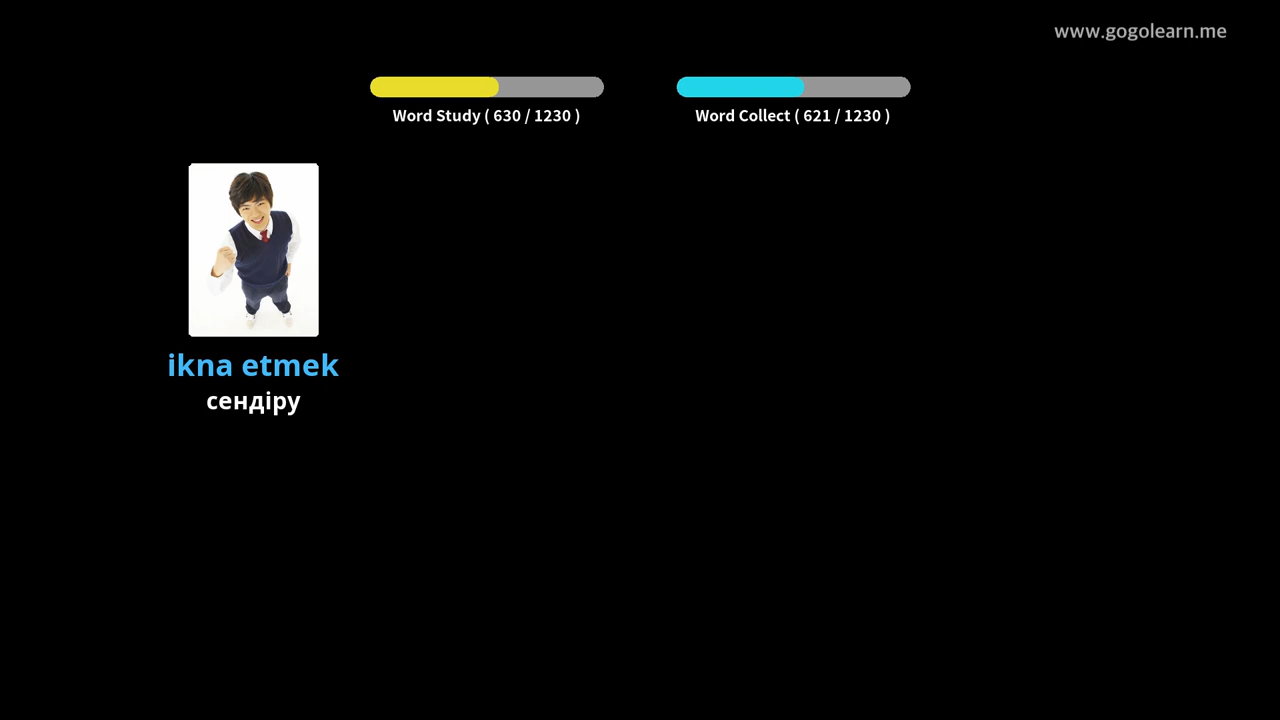 www.gogolearn.me
Word Study ( 630 / 1230 )
Word Collect ( 621 / 1230 )
ikna etmek
сендіру